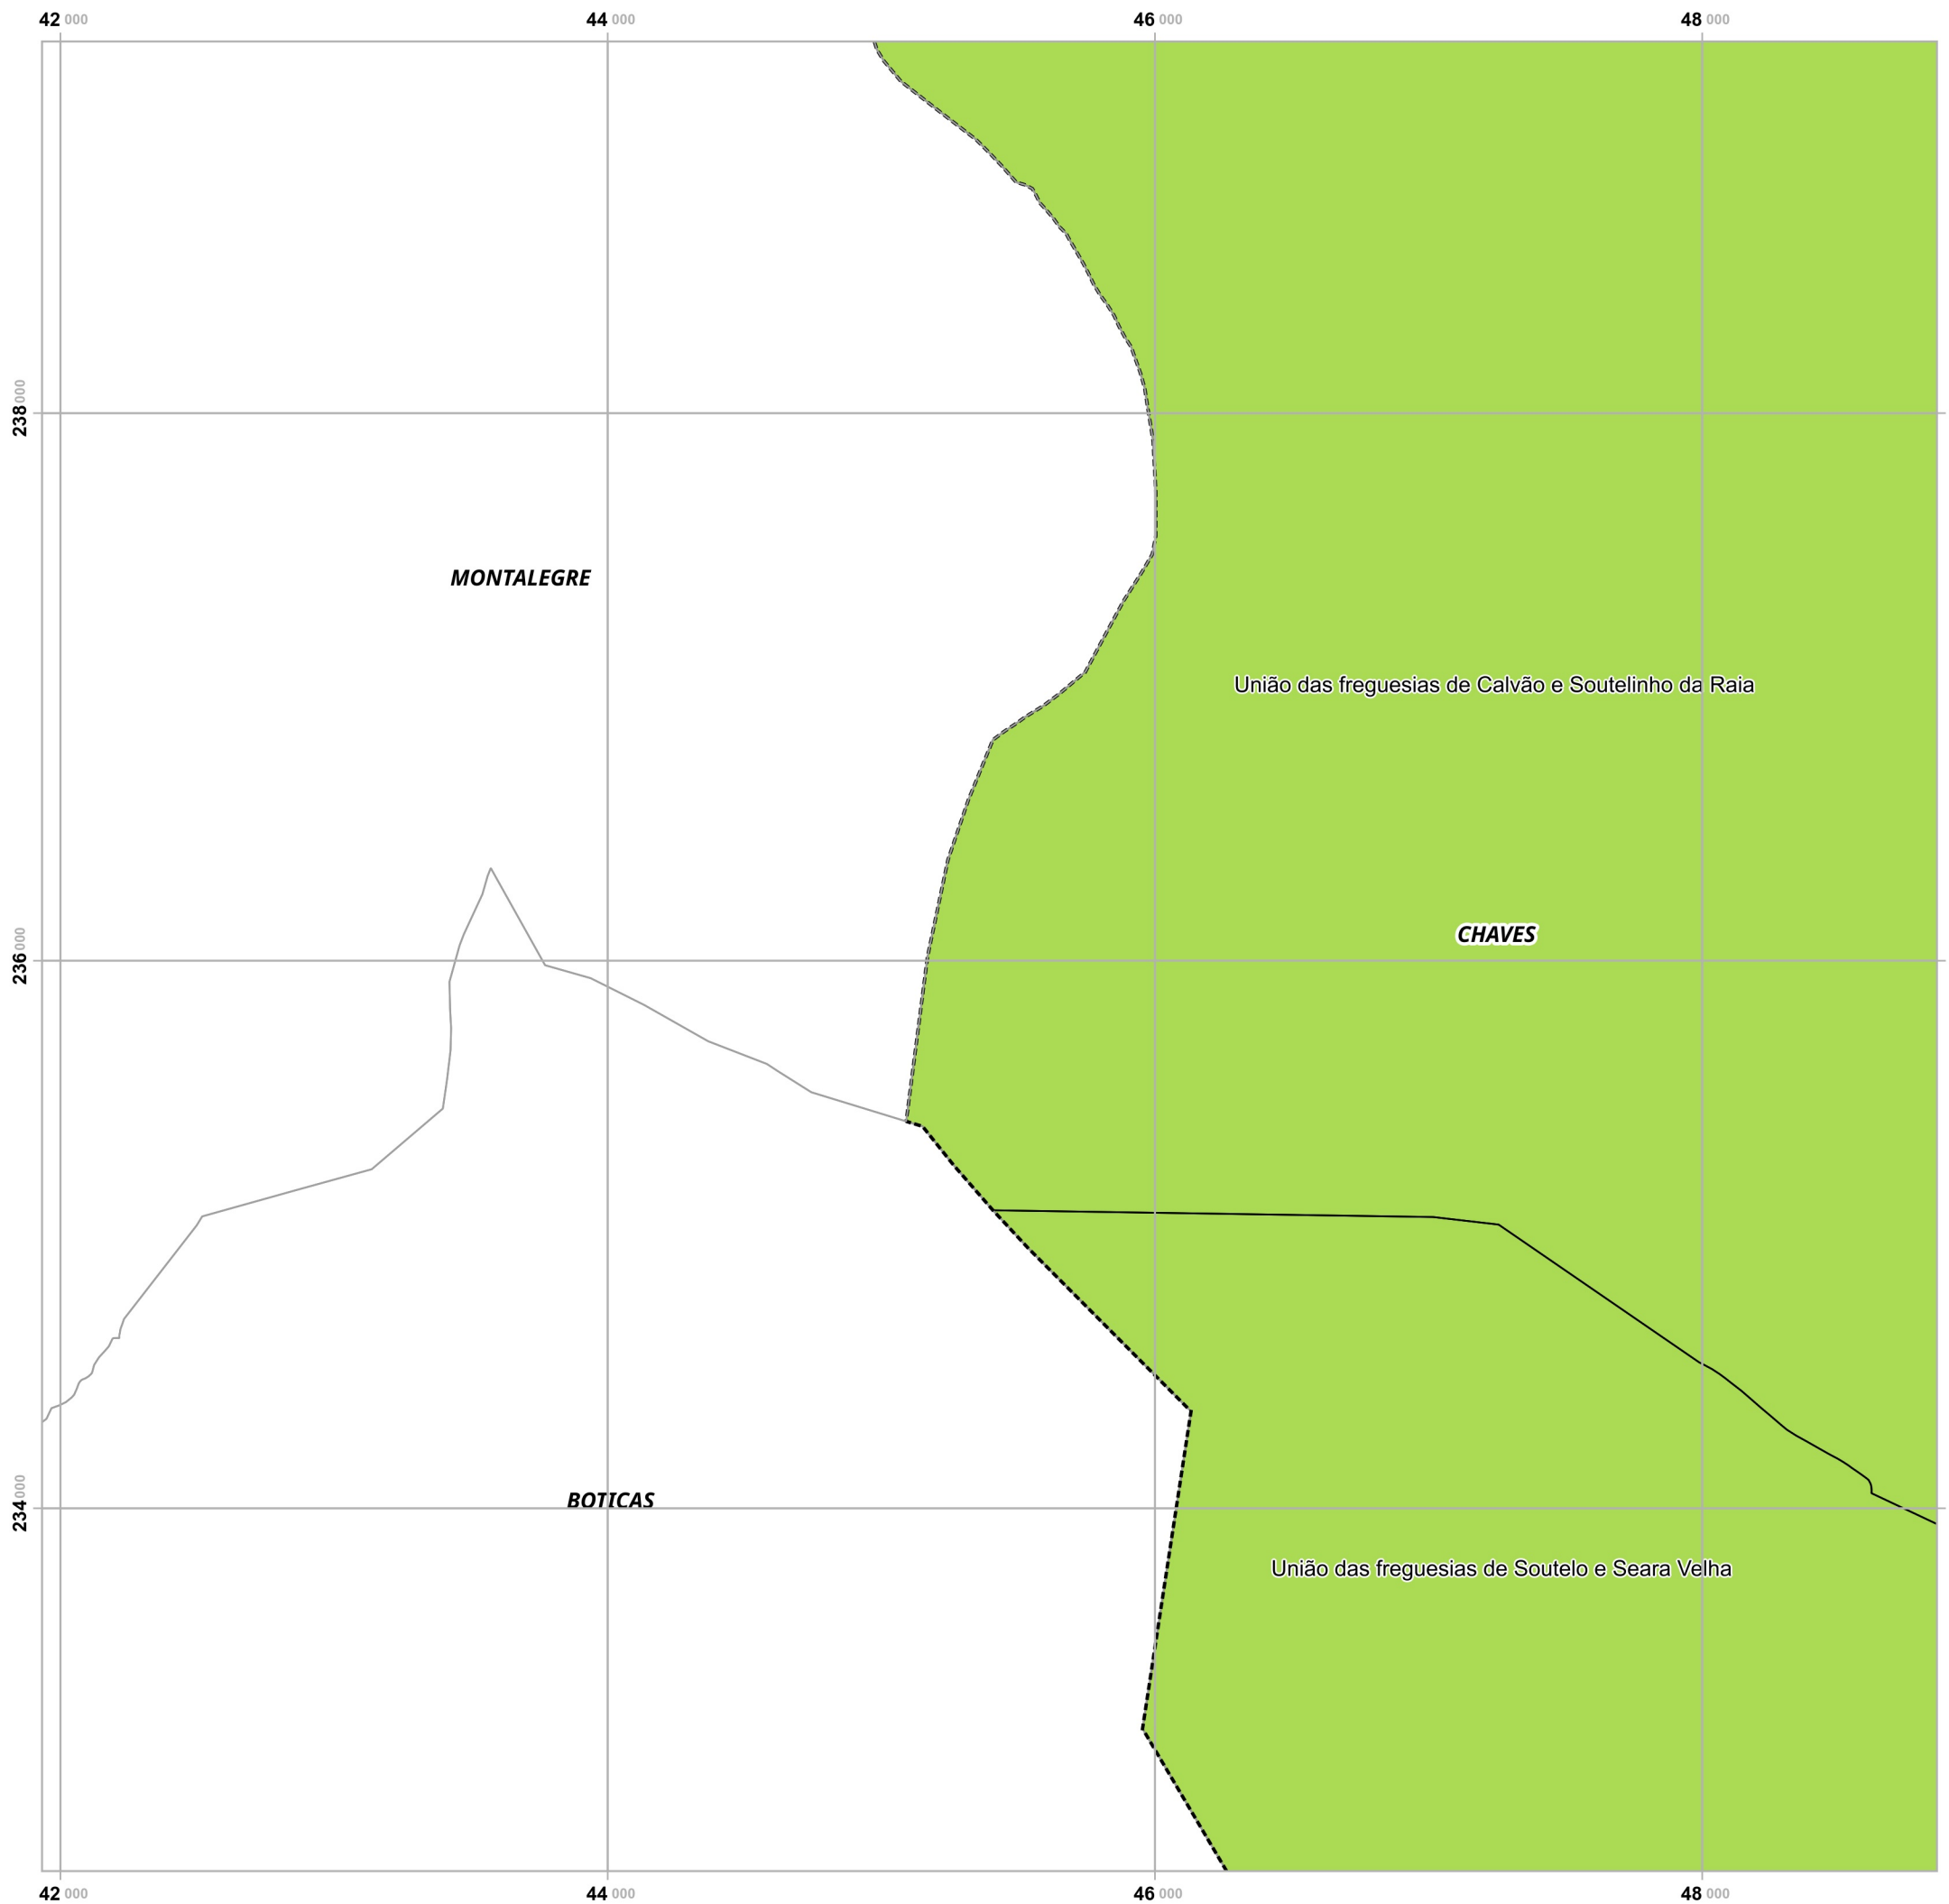 42 000
44 000
46 000
48 000
238 000
MONTALEGRE
União das freguesias de Calvão e Soutelinho da Raia
CHAVES
236 000
BOTICAS
234 000
União das freguesias de Soutelo e Seara Velha
42 000
44 000
46 000
48 000